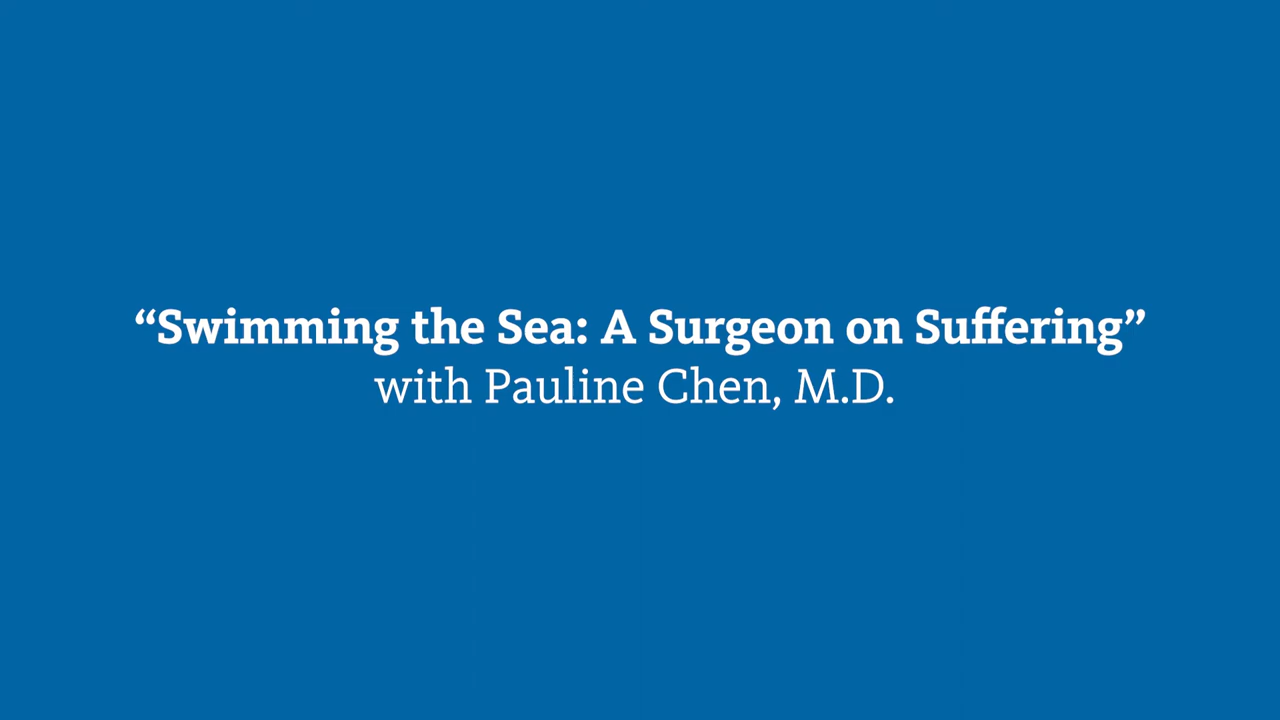 “Swimming the Sea: A Surgeon on Suffering”
with Pauline Chen, M.D.